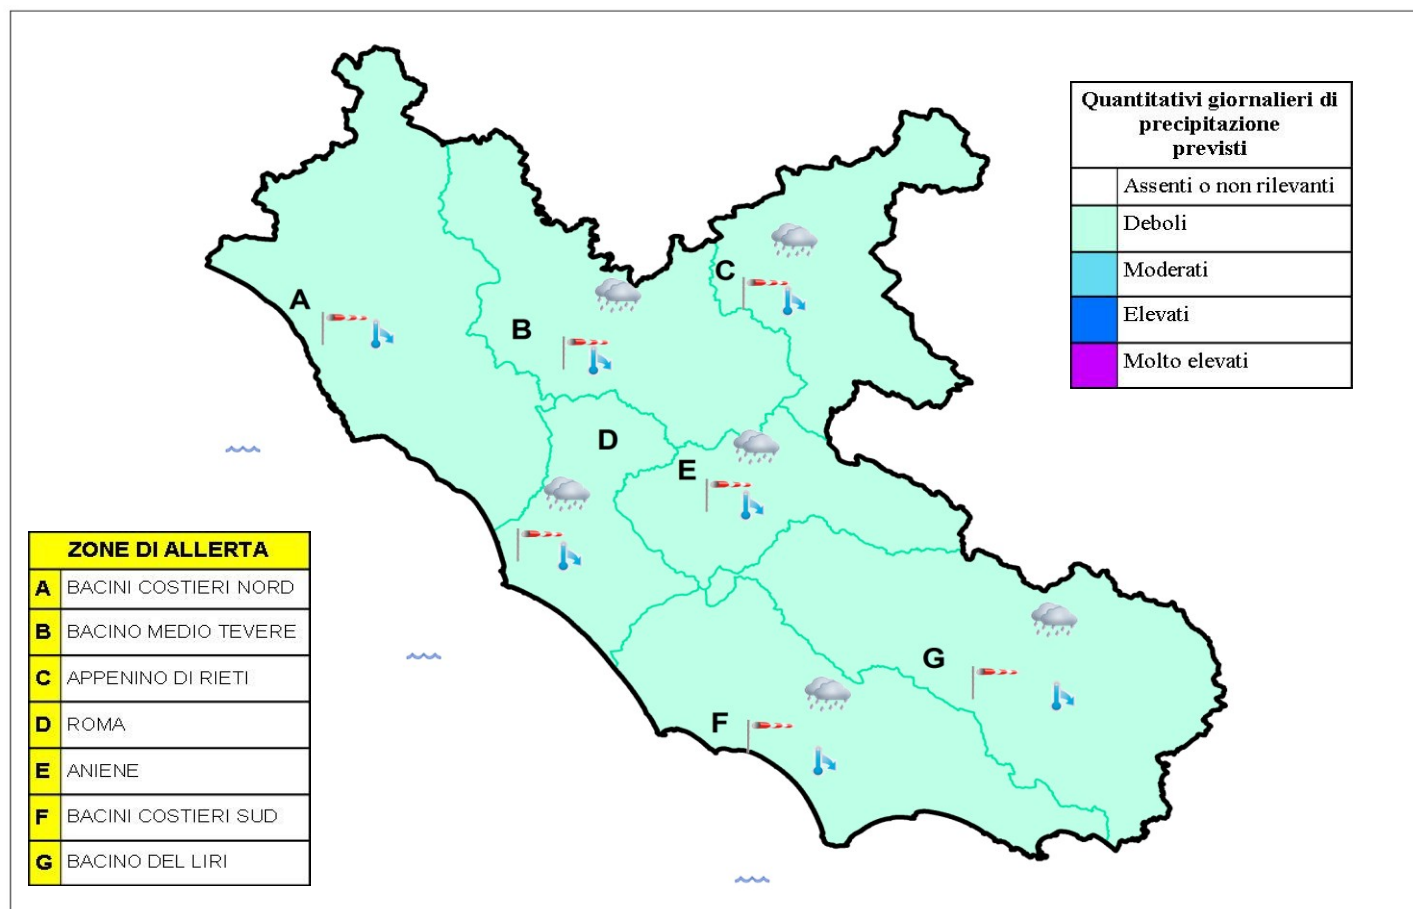 Quantitativi giornalieri di
precipitazione
previsti
Assenti o non rilevanti
Deboli
Moderati
Elevati
Molto elevati
A
B
C
D
E
F
G
ZONE DI ALLERTA
A BACINI COSTIERI NORD
B BACINO MEDIO TEVERE
C APPENINO DI RIETI
D ROMA
E ANIENE
F BACINI COSTIERI SUD
G BACINO DEL LIRI